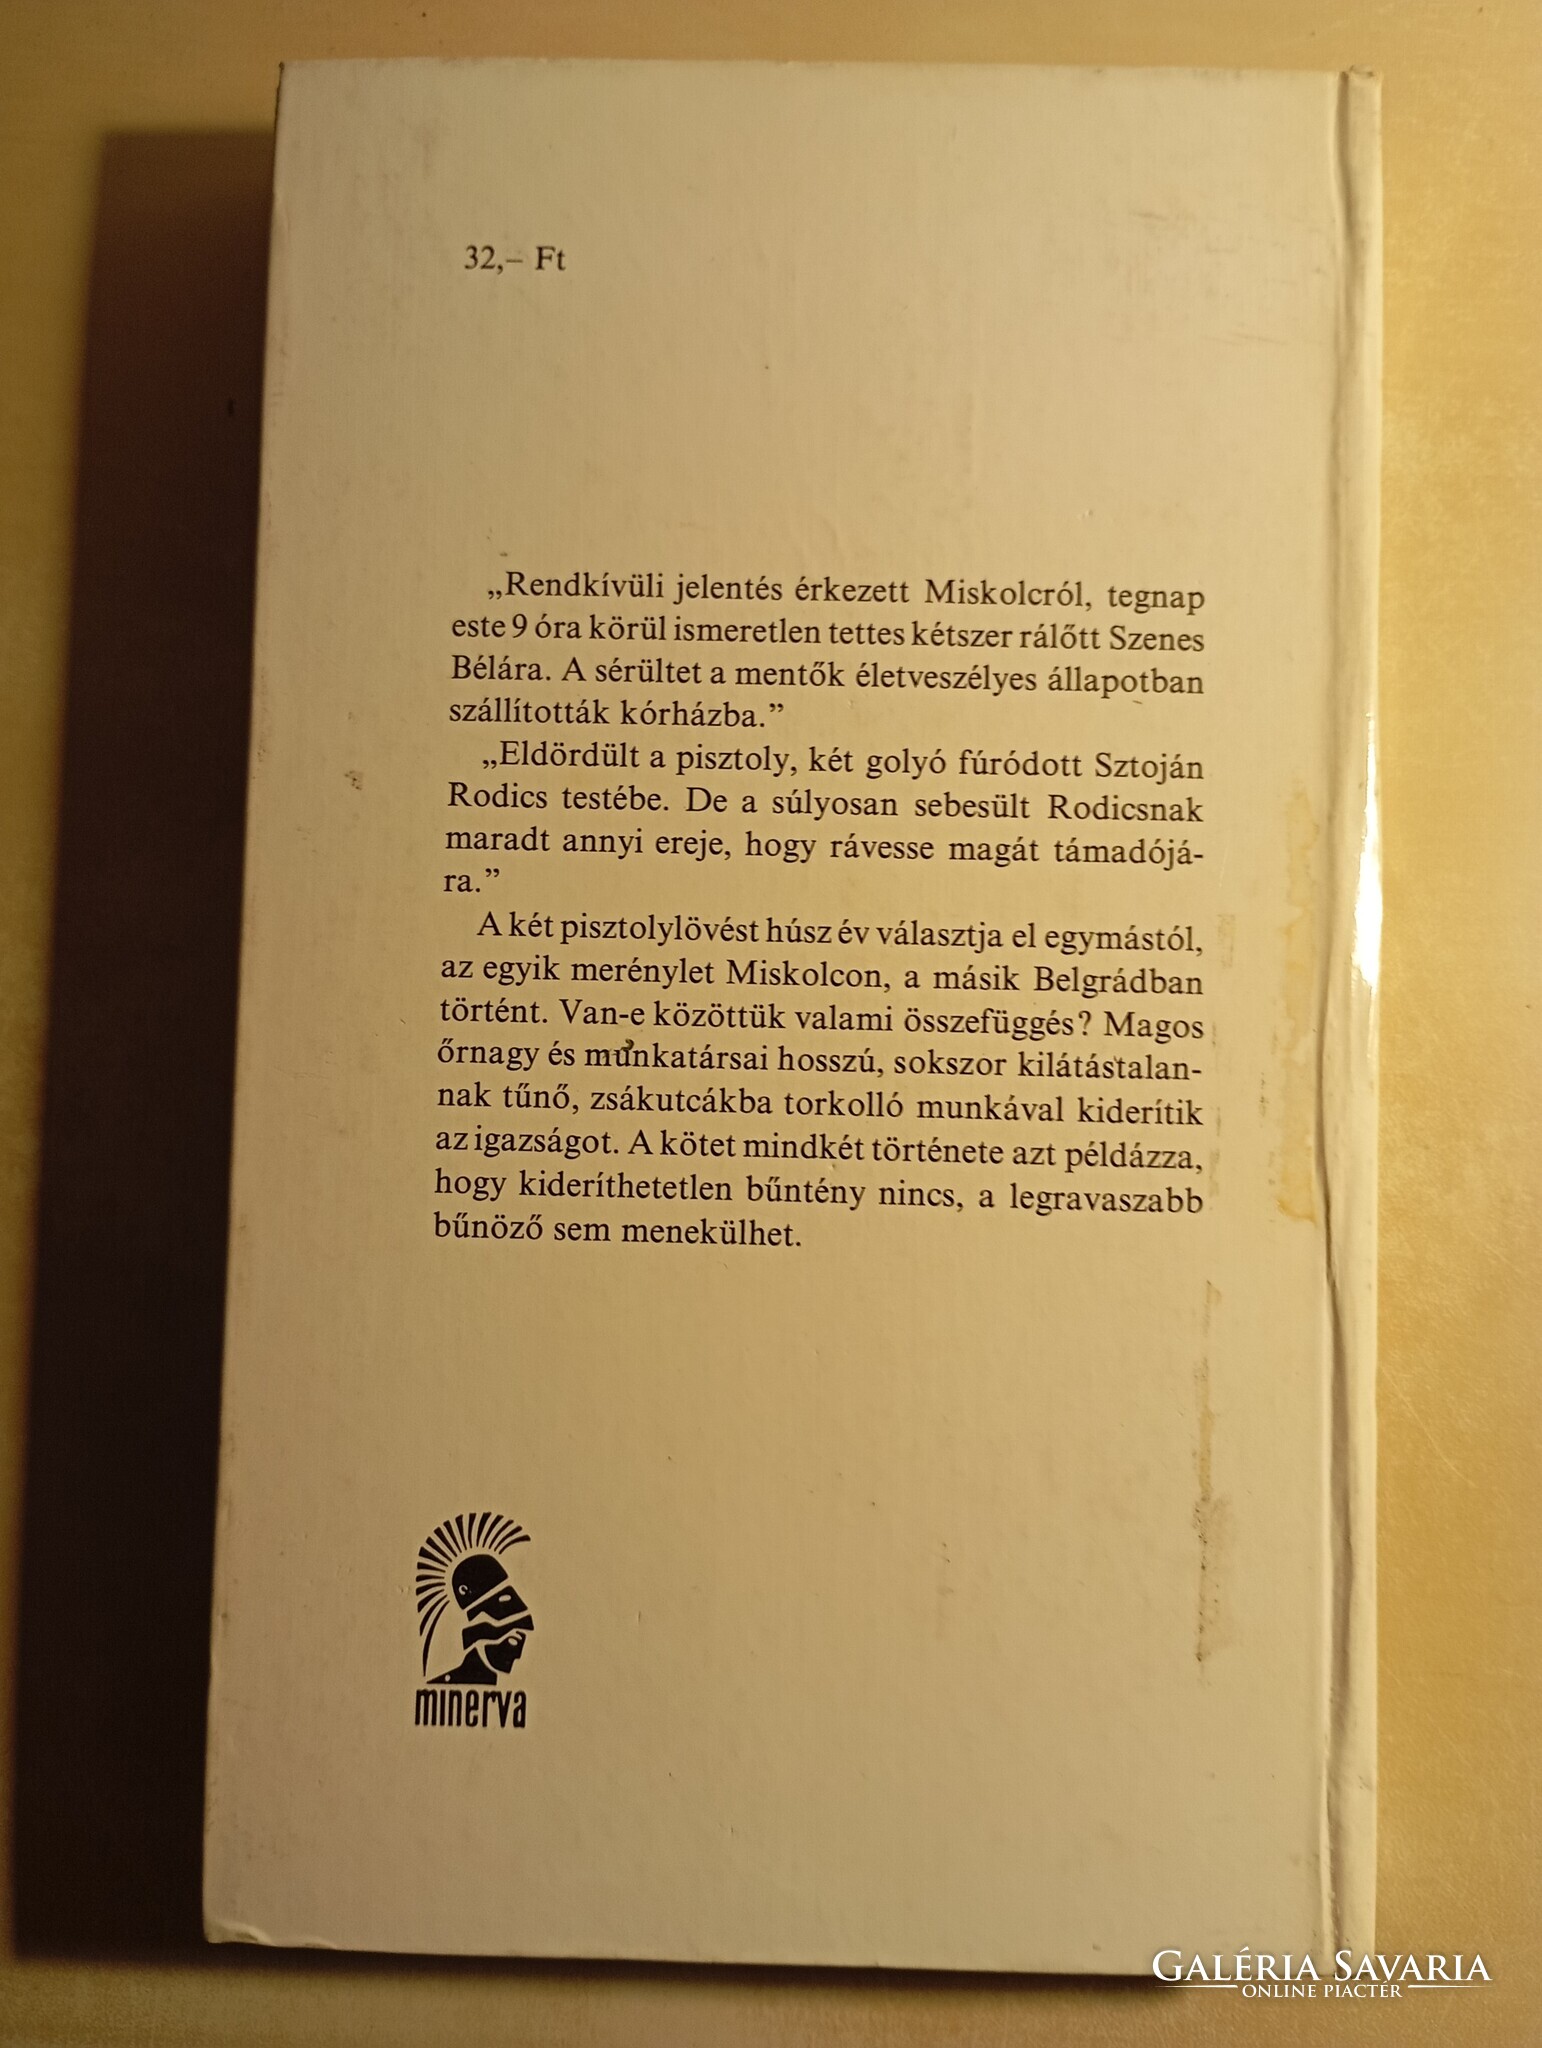 32,– Ft
„Rendkívüli jelentés érkezett Miskolcról, tegnap
este 9 óra körül ismeretlen tettes kétszer rálőtt Szenes
Bélára. A sérültet a mentők életveszélyes állapotban
szállították kórházba.”
„Eldördült a pisztoly, két golyó fúródott Sztoján
Rodics testébe. De a súlyosan sebesült Rodicsnak
maradt annyi ereje, hogy rávesse magát támadójá-
ra.”
A két pisztolylövést húsz év választja el egymástól,
az egyik merénylet Miskolcon, a másik Belgrádban
történt. Van-e közöttük valami összefüggés? Magos
őrnagy és munkatársai hosszú, sokszor kilátástalan-
nak tűnő, zsákutcákba torkolló munkával kiderítik
az igazságot. A kötet mindkét története azt példázza,
hogy kideríthetetlen bűntény nincs, a legravaszabb
bűnöző sem menekülhet.
minerva
GALÉRIA SAVARIA
ONLINE PIACTÉR